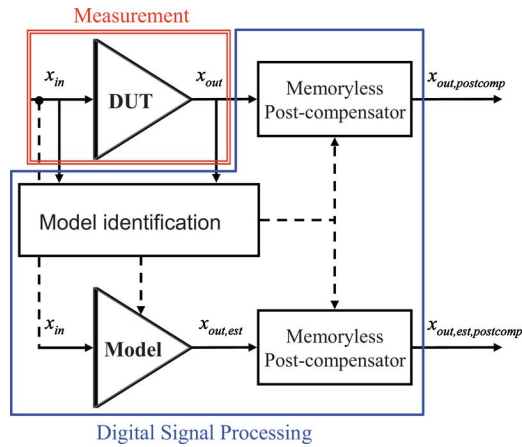 Measurement
x_in
DUT
x_out
Memoryless
Post-compensator
x_out,postcomp
Model identification
x_in
Model
x_out,est
Memoryless
Post-compensator
x_out,est,postcomp
Digital Signal Processing